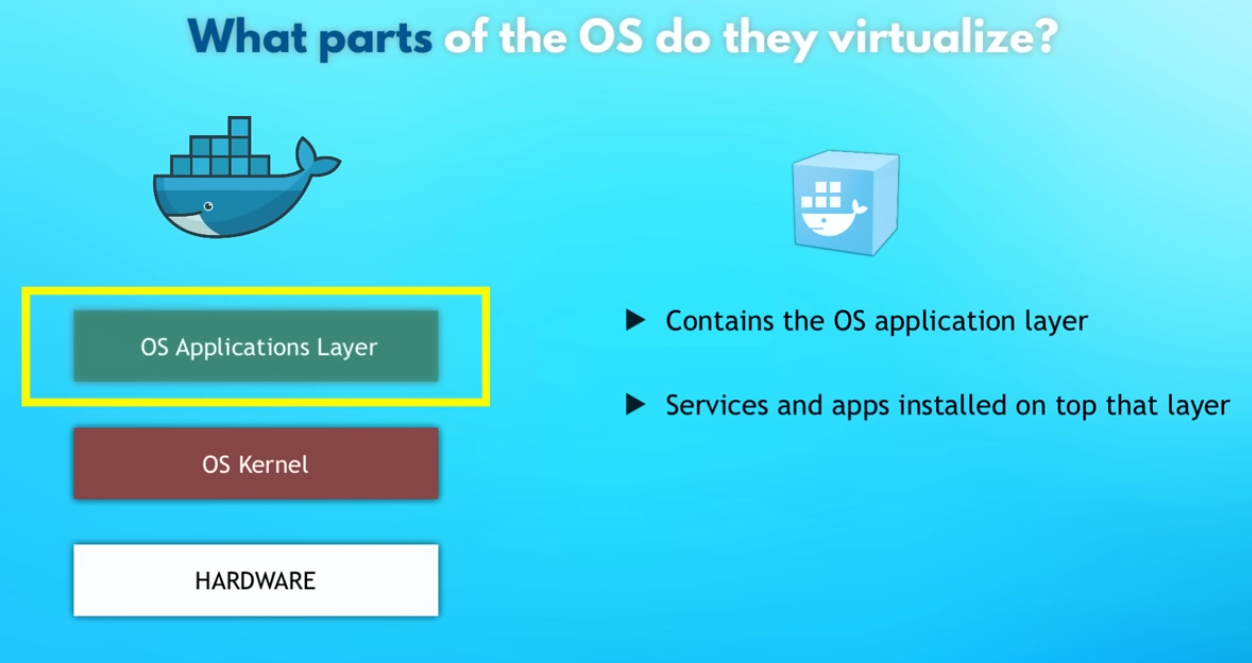 What parts of the OS do they virtualize?
OS Applications Layer
OS Kernel
HARDWARE
Contains the OS application layer
Services and apps installed on top that layer